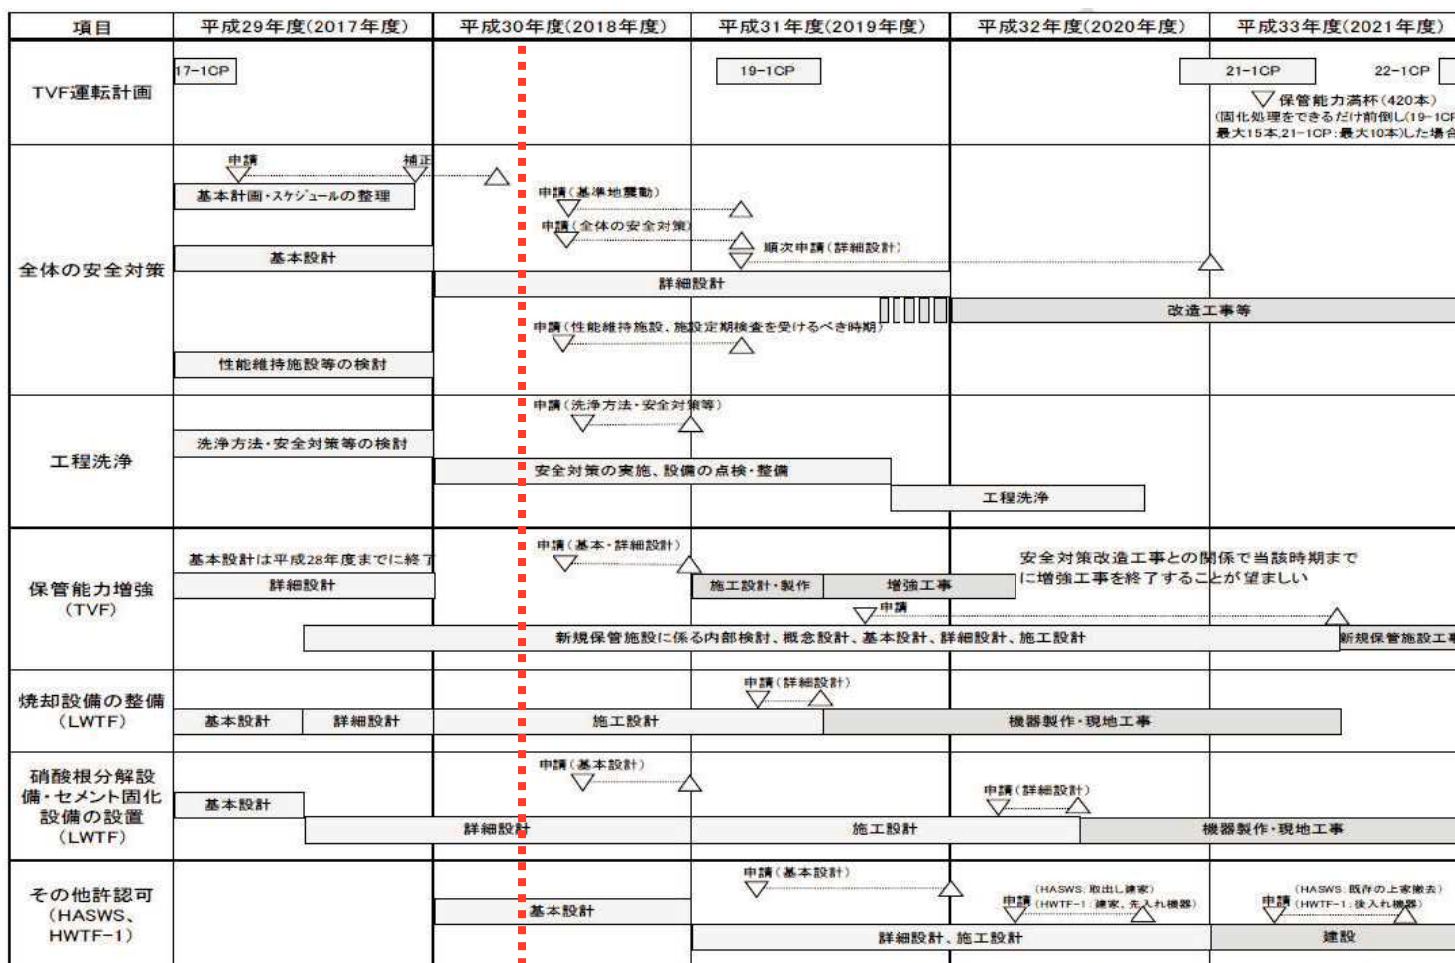 項目
平成29年度(2017年度)
平成30年度(2018年度)
平成31年度(2019年度)
平成32年度(2020年度)
平成33年度(2021年度)
TVF運転計画
17-1CP
19-1CP
21-1CP
22-1CP
保管能力満杯(420本)
(固化処理をできるだけ前倒し(19-1CP
最大15本,21-1CP:最大10本)した場合
全体の安全対策
申請
補正
基本計画・スケジュールの整理
申請(基準地震動)
申請(全体の安全対策)
順次申請(詳細設計)
基本設計
詳細設計
改造工事等
申請(性能維持施設、施設定期検査を受けるべき時期)
性能維持施設等の検討
工程洗浄
申請(洗浄方法・安全対策等)
洗浄方法・安全対策等の検討
安全対策の実施、設備の点検・整備
工程洗浄
保管能力増強
(TVF)
基本設計は平成28年度までに終了
詳細設計
申請(基本・詳細設計)
施工設計・製作
増強工事
安全対策改造工事との関係で当該時期まで
に増強工事を終了することが望ましい
申請
新規保管施設に係る内部検討、概念設計、基本設計、詳細設計、施工設計
新規保管施設工事
焼却設備の整備
(LWTF)
申請(詳細設計)
基本設計
詳細設計
施工設計
機器製作・現地工事
硝酸根分解設
備・セメント固化
設備の設置
(LWTF)
申請(基本設計)
基本設計
申請(詳細設計)
詳細設計
施工設計
機器製作・現地工事
その他許認可
(HASWS、
HWTF-1)
申請(基本設計)
基本設計
申請
(HASWS:取出し建家)
(HWTF-1:建家、先入れ機器)
申請
(HASWS:既存の上家撤去)
(HWTF-1:後入れ機器)
詳細設計、施工設計
建設